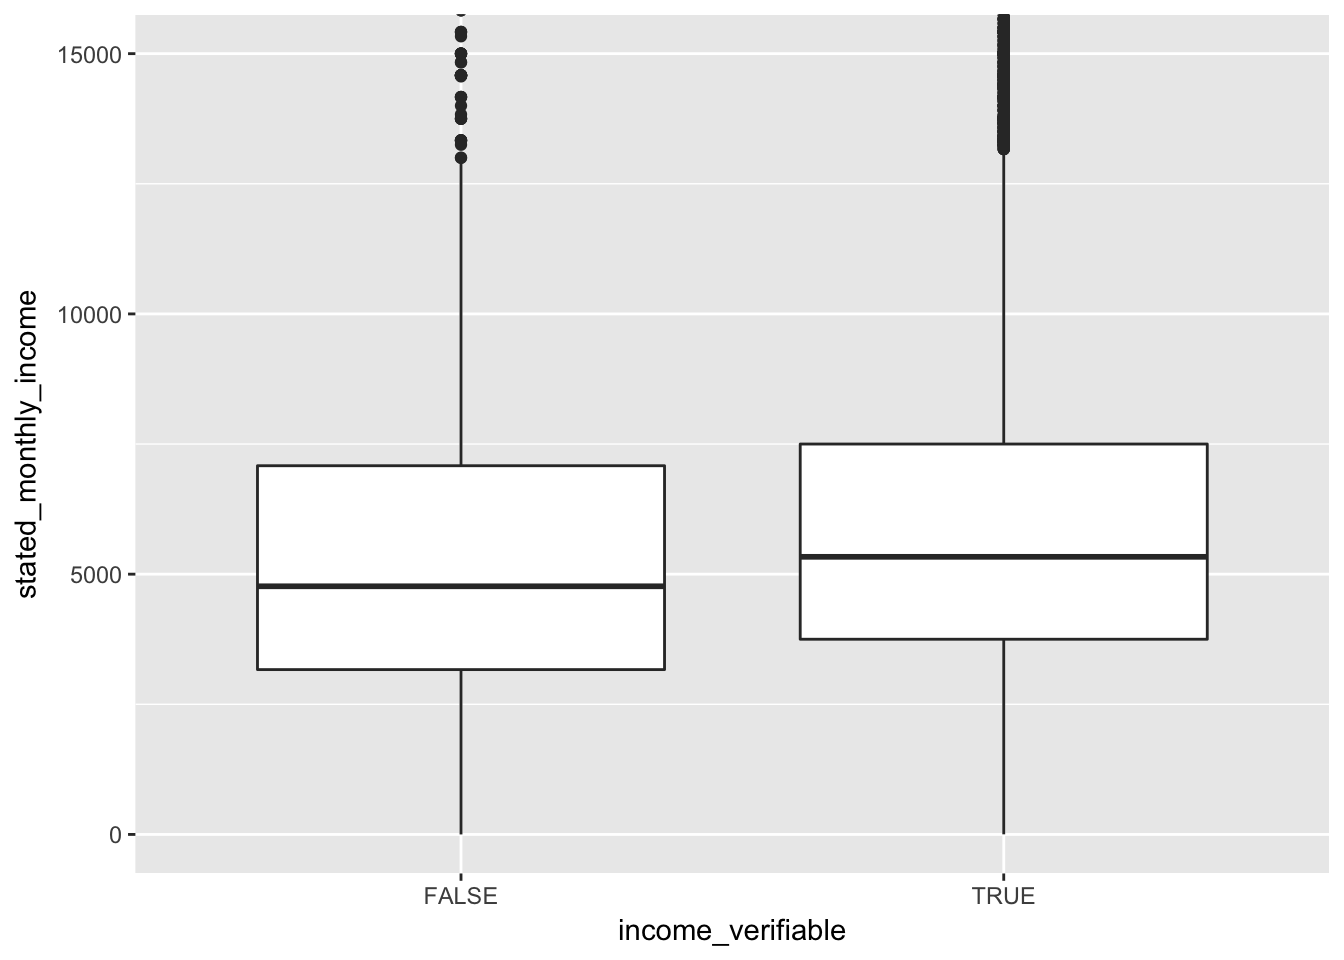 15000
10000
5000
0
stated_monthly_income
FALSE
TRUE
income_verifiable